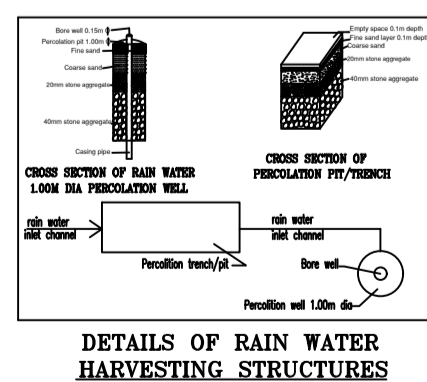 Bore well 0.15m ϕ
Percolation pit 1.00m ϕ
Fine sand
Coarse sand
20mm stone aggregate
40mm stone aggregate
Casing pipe
CROSS SECTION OF RAIN WATER
1.00M DIA PERCOLATION WELL
Empty space 0.1m depth
Fine sand layer 0.1m depth
Coarse sand
20mm stone aggregate
40mm stone aggregate
CROSS SECTION OF
PERCOLATION PIT/TRENCH
rain water
inlet channel
Percolition trench/pit
rain water
inlet channel
Bore well
Percolition well 1.00m dia
DETAILS OF RAIN WATER
HARVESTING STRUCTURES